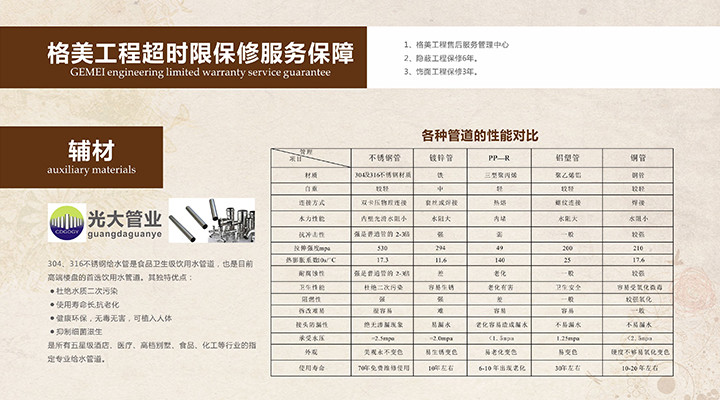 格美工程超时限保修服务保障
GEMEI engineering limited warranty service guarantee
1、格美工程售后服务管理中心
2、隐蔽工程保修6年。
3、饰面工程保修3年。
辅材
auxiliary materials
CDGDGY
光大管业
guangdaguanye
304、316不锈钢给水管是食品卫生级饮用水管道，也是目前
高端楼盘的首选饮用水管道。其独特优点：
●杜绝水质二次污染
●使用寿命长,抗老化
●健康环保，无毒无害，可植入人体
●抑制细菌滋生
是所有五星级酒店、医疗、高档别墅、食品、化工等行业的指
定专业给水管道。
各种管道的性能对比
管理
项目 不锈钢管 镀锌管 PP—R 铝塑管 铜管
材质 304及316不锈钢材质 铁 三型聚丙烯 聚乙烯铝 铜管
自重 较轻 中 轻 较轻 较轻
连接方式 双卡压物理连接 套丝或焊接 热熔 螺纹连接 焊接
水力性能 内壁光滑水阻小 水阻大 内堵 水阻大 水阻小
抗冲击性 强是普通管的 2-3倍 强 弱 一般 较强
拉伸强度mpa 530 294 49 200 210
热膨胀系数10a/°C 17.3 11.6 140 25 17.6
耐腐蚀性 强是普通管的 2-3倍 差 老化 一般 较强
卫生性能 杜绝二次污染 容易生锈 老化有害 卫生安全 容易受氧化微毒
阻燃性 强 强 差 一般 较强氧化
拆改难易 很容易 难 容易 容易 一般
接头防漏性 绝无渗漏现象 易漏水 老化容易造成漏水 不易漏水 不易漏水
承受水压 =2.5mpa =2.0mpa 〈1.5mpa 1.25mpa 〈2.5mpa
外观 美观永不变色 易生锈变色 易老化变色 易变色 硬度不够易氧化变色
使用寿命 70年免费维修使用 10年左右 6-10 年出现老化 30年左右 10-20 年左右